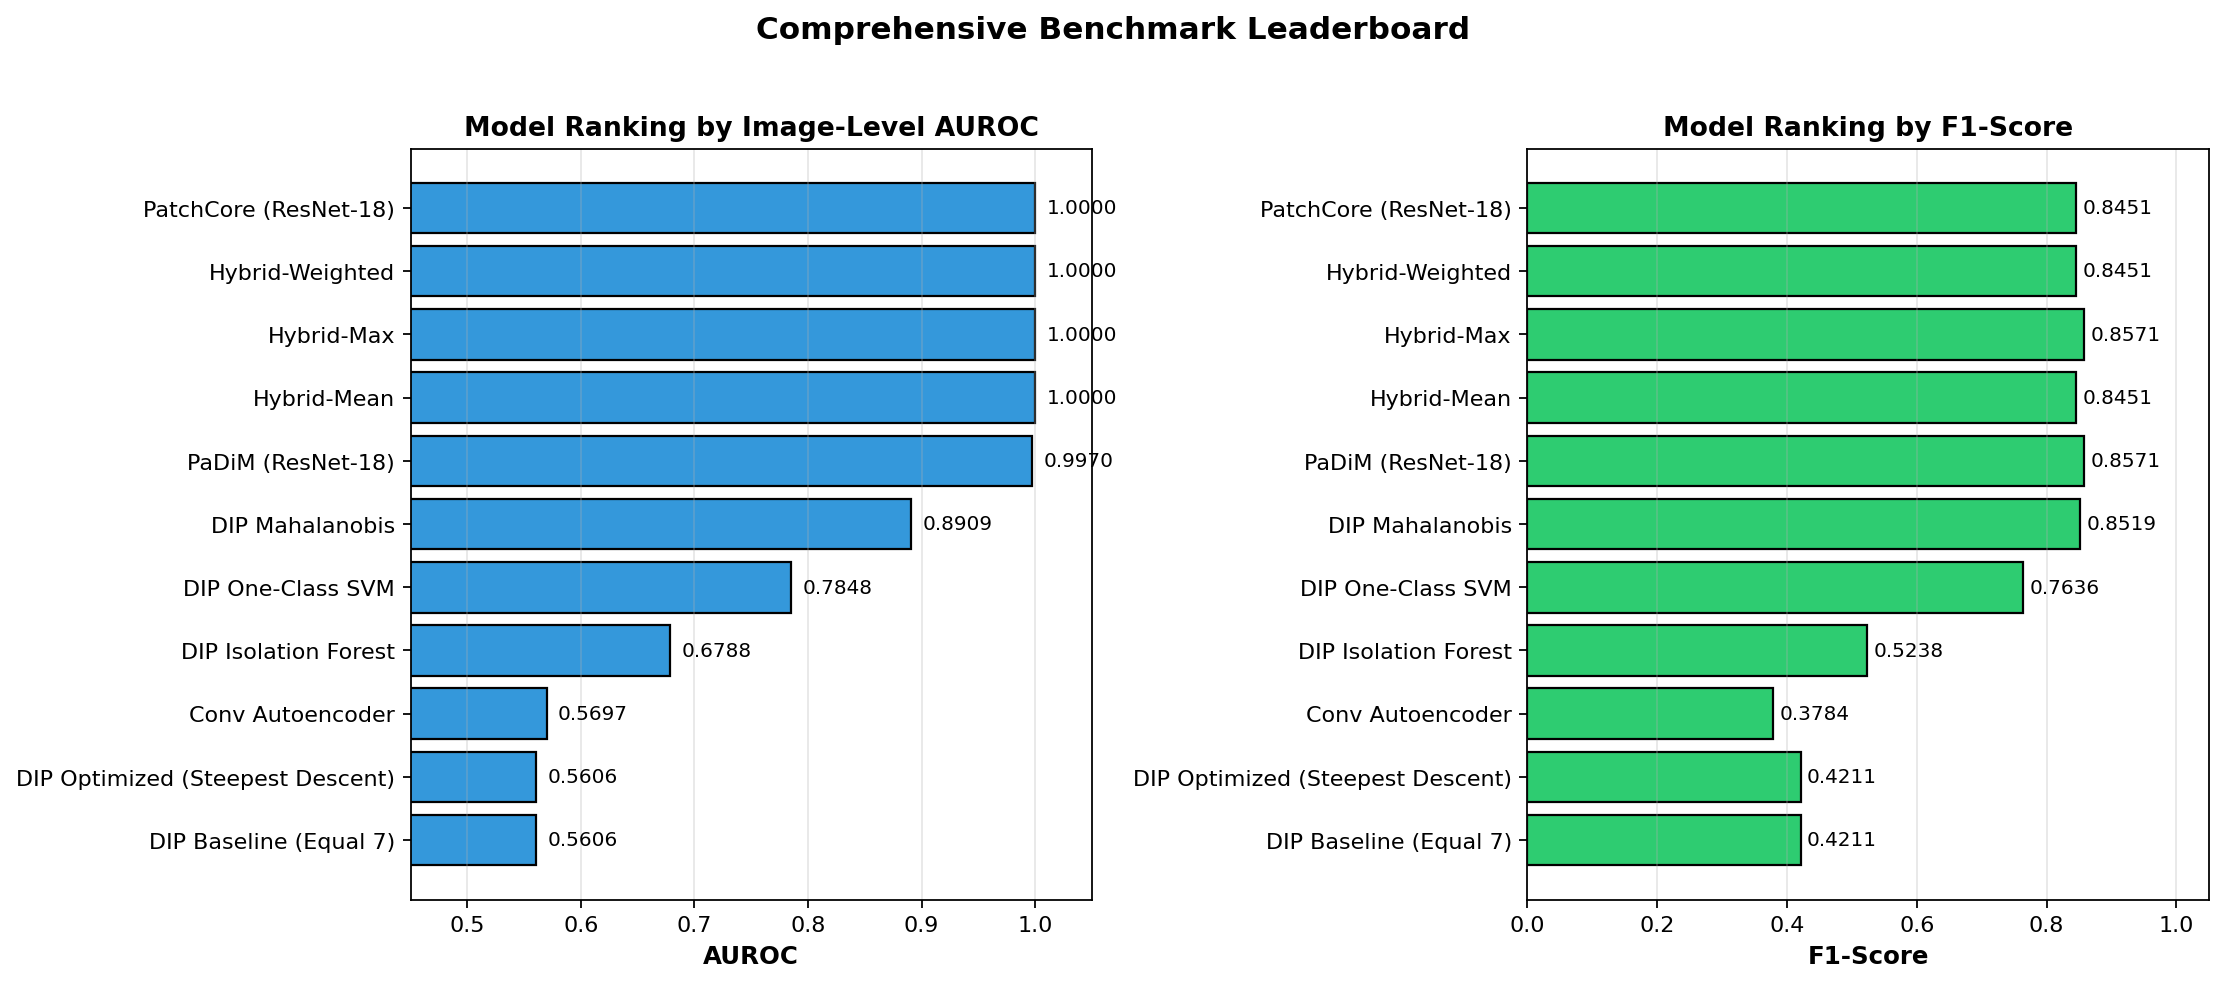 Comprehensive Benchmark Leaderboard
Model Ranking by Image-Level AUROC
PatchCore (ResNet-18) 1.0000
Hybrid-Weighted 1.0000
Hybrid-Max 1.0000
Hybrid-Mean 1.0000
PaDiM (ResNet-18) 0.9970
DIP Mahalanobis 0.8909
DIP One-Class SVM 0.7848
DIP Isolation Forest 0.6788
Conv Autoencoder 0.5697
DIP Optimized (Steepest Descent) 0.5606
DIP Baseline (Equal 7) 0.5606
0.5 0.6 0.7 0.8 0.9 1.0
AUROC
Model Ranking by F1-Score
PatchCore (ResNet-18) 0.8451
Hybrid-Weighted 0.8451
Hybrid-Max 0.8571
Hybrid-Mean 0.8451
PaDiM (ResNet-18) 0.8571
DIP Mahalanobis 0.8519
DIP One-Class SVM 0.7636
DIP Isolation Forest 0.5238
Conv Autoencoder 0.3784
DIP Optimized (Steepest Descent) 0.4211
DIP Baseline (Equal 7) 0.4211
0.0 0.2 0.4 0.6 0.8 1.0
F1-Score